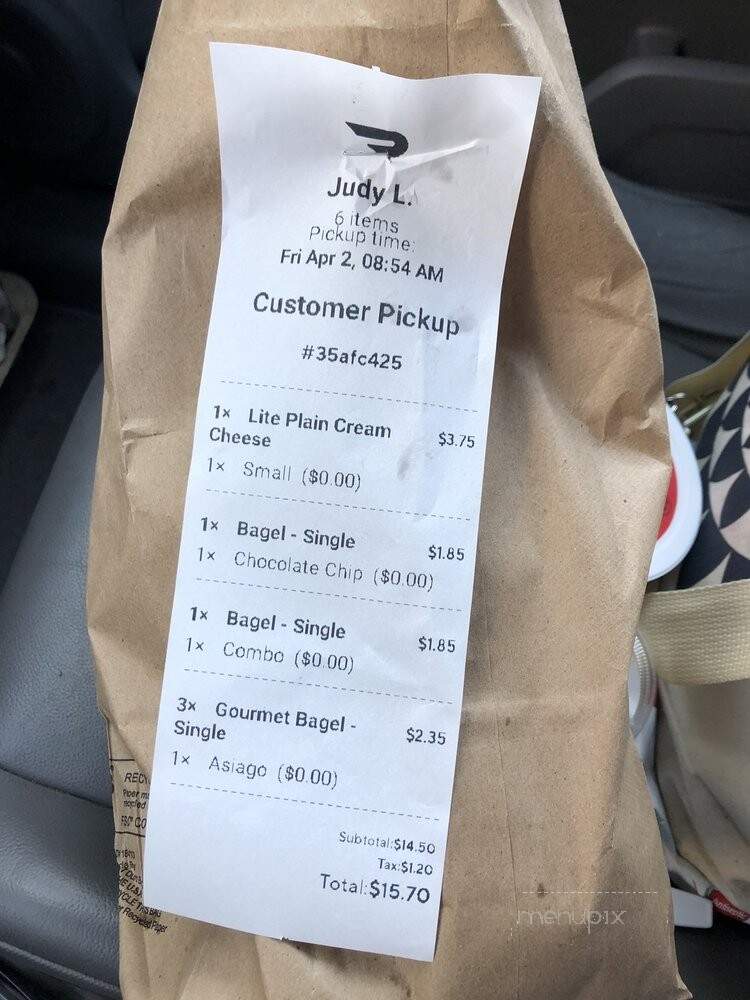 Judy L.
6 items
Pickup time:
Fri Apr 2, 08:54 AM
Customer Pickup
#35afc425
1× Lite Plain Cream $3.75
Cheese
1× Small ($0.00)
1× Bagel - Single $1.85
1× Chocolate Chip ($0.00)
1× Bagel - Single $1.85
1× Combo ($0.00)
3× Gourmet Bagel - $2.35
Single
1× Asiago ($0.00)
Subtotal:$14.50
Tax:$1.20
Total:$15.70
menupix